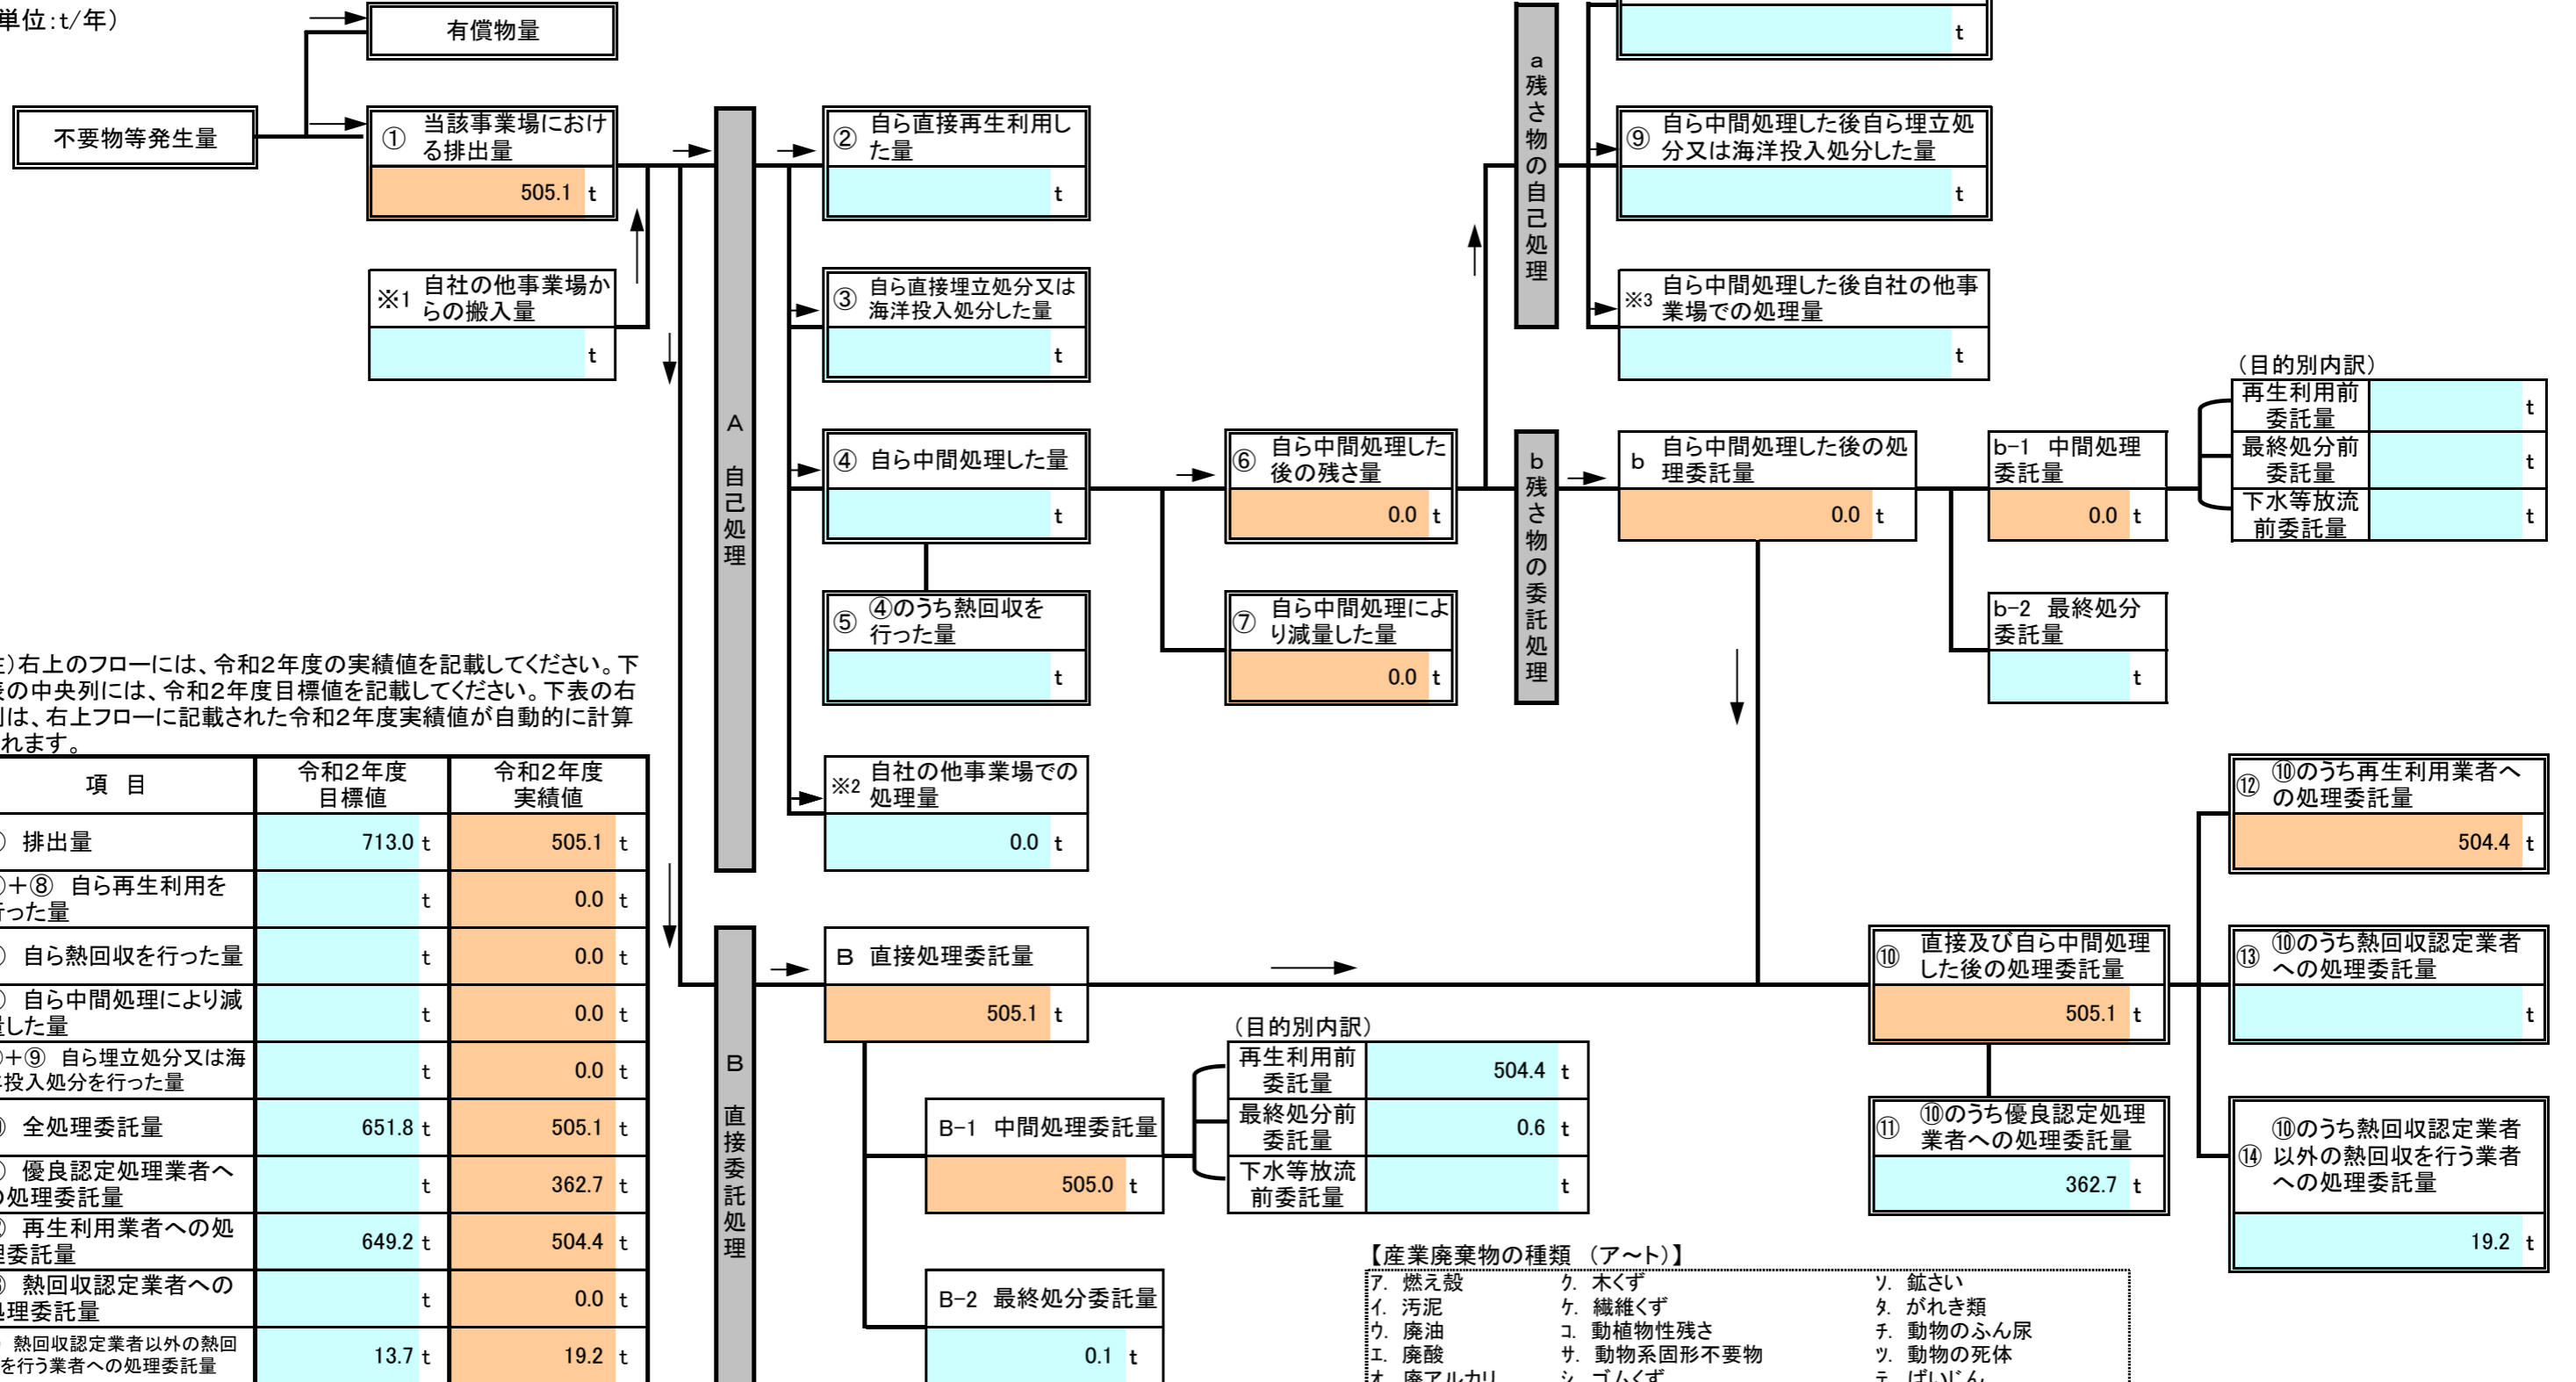 単位:t/年)
有償物量
不要物等発生量
① 当該事業場におけ
る排出量
505.1 t
※1 自社の他事業場か
らの搬入量
t
A 自己処理
② 自ら直接再生利用し
た量
t
③ 自ら直接埋立処分又は
海洋投入処分した量
t
④ 自ら中間処理した量
t
⑤ ④のうち熱回収を
行った量
t
※2 自社の他事業場での
処理量
0.0 t
⑥ 自ら中間処理した
後の残さ量
0.0 t
⑦ 自ら中間処理によ
り減量した量
0.0 t
a残さ物の自己処理
t
⑨ 自ら中間処理した後自ら埋立処
分又は海洋投入処分した量
t
※3 自ら中間処理した後自社の他事
業場での処理量
t
b残さ物の委託処理
b 自ら中間処理した後の処
理委託量
0.0 t
b-1 中間処理
委託量
0.0 t
(目的別内訳)
再生利用前
委託量
t
最終処分前
委託量
t
下水等放流
前委託量
t
b-2 最終処分
委託量
t
)右上のフローには、令和2年度の実績値を記載してください。下
の中央列には、令和2年度目標値を記載してください。下表の右
は、右上フローに記載された令和2年度実績値が自動的に計算
れます。
項 目 令和2年度
目標値 令和2年度
実績値
排出量 713.0 t 505.1 t
+⑧ 自ら再生利用を
行った量 t 0.0 t
自ら熱回収を行った量 t 0.0 t
自ら中間処理により減
量した量 t 0.0 t
+⑨ 自ら埋立処分又は海
洋投入処分を行った量 t 0.0 t
全処理委託量 651.8 t 505.1 t
優良認定処理業者へ
の処理委託量 t 362.7 t
再生利用業者への処
理委託量 649.2 t 504.4 t
熱回収認定業者への
処理委託量 t 0.0 t
熱回収認定業者以外の熱回
を行う業者への処理委託量 13.7 t 19.2 t
B 直接委託処理
B 直接処理委託量
505.1 t
B-1 中間処理委託量
505.0 t
(目的別内訳)
再生利用前
委託量
504.4 t
最終処分前
委託量
0.6 t
下水等放流
前委託量
t
B-2 最終処分委託量
0.1 t
⑩ 直接及び自ら中間処理
した後の処理委託量
505.1 t
⑪ ⑩のうち優良認定処理
業者への処理委託量
362.7 t
⑫ ⑩のうち再生利用業者へ
の処理委託量
504.4 t
⑬ ⑩のうち熱回収認定業者
への処理委託量
t
⑭ ⑩のうち熱回収認定業者
以外の熱回収を行う業者
への処理委託量
19.2 t
【産業廃棄物の種類 (ア~ト)】
ア. 燃え殻 ク. 木くず ソ. 鉱さい
イ. 汚泥 ケ. 繊維くず タ. がれき類
ウ. 廃油 コ. 動植物性残さ チ. 動物のふん尿
エ. 廃酸 サ. 動物系固形不要物 ツ. 動物の死体
オ. 廃アルカリ シ. ゴムくず テ. ばいじん